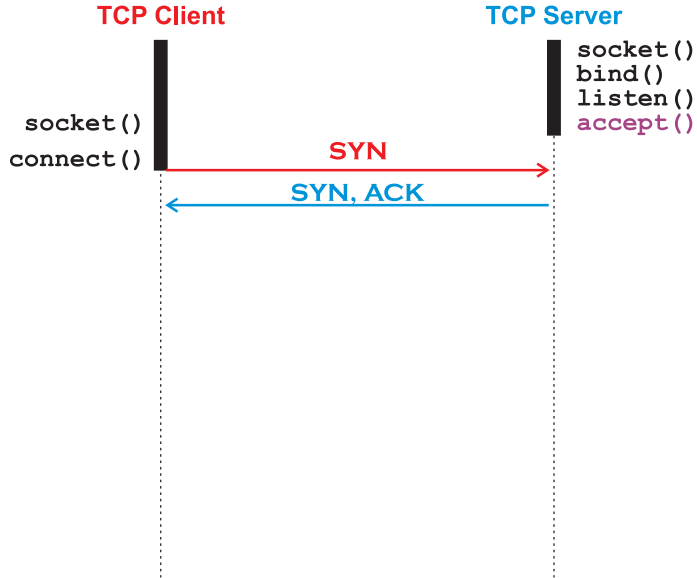 TCP Client
TCP Server
socket()
bind()
listen()
accept()
socket()
connect()
SYN
SYN, ACK